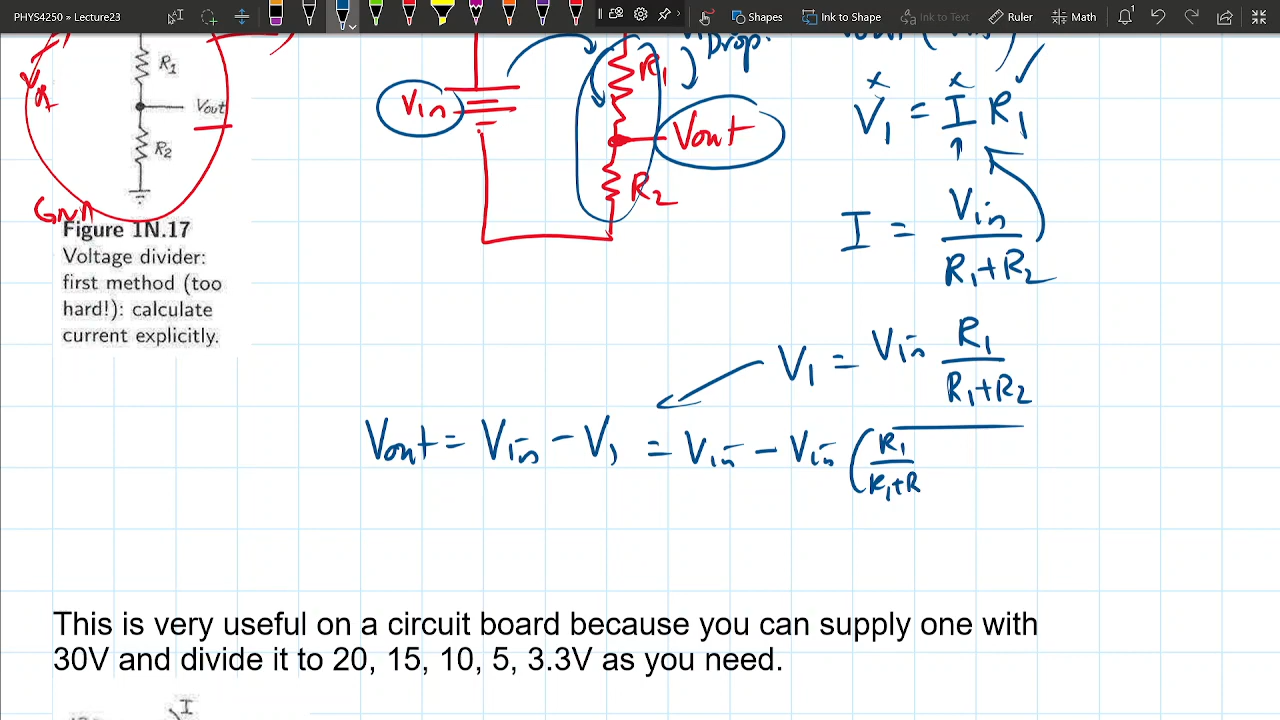 PHYS4250 » Lecture23
Shapes
Ink to Shape
Ink to Text
Ruler
Math
R1
Vout
R2
GND
Figure 1N.17
Voltage divider:
first method (too
hard!): calculate
current explicitly.
Vin
R1
Vout
R2
Drop.
V1 = I R1
I = Vin / (R1+R2)
V1 = Vin R1 / (R1+R2)
Vout = Vin - V1 = Vin - Vin (R1 / R1+R
This is very useful on a circuit board because you can supply one with
30V and divide it to 20, 15, 10, 5, 3.3V as you need.
I